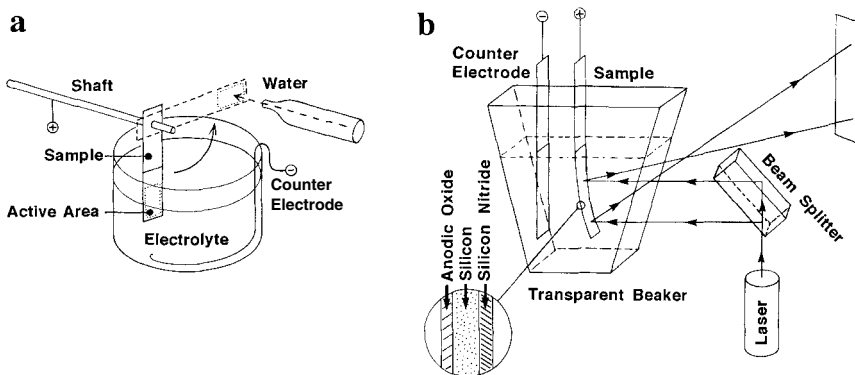 a
Shaft
Water
⊕
Sample
⊖
Counter
Electrode
Active Area
Electrolyte
b
⊖
⊕
Counter
Electrode
Sample
Beam Splitter
Anodic Oxide
Silicon
Silicon Nitride
Transparent Beaker
Laser